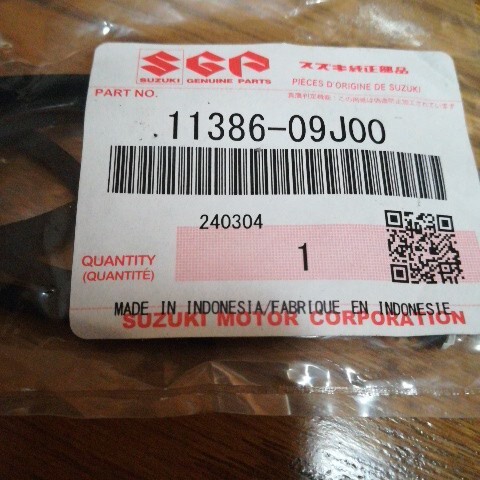 SGP
スズキ純正部品
SUZUKI GENUINE PARTS
PIÈCES D'ORIGINE DE SUZUKI
PART NO.
11386-09J00
240304
QUANTITY
(QUANTITÉ)
1
MADE IN INDONESIA/FABRIQUE EN INDONESIE
SUZUKI MOTOR CORPORATION